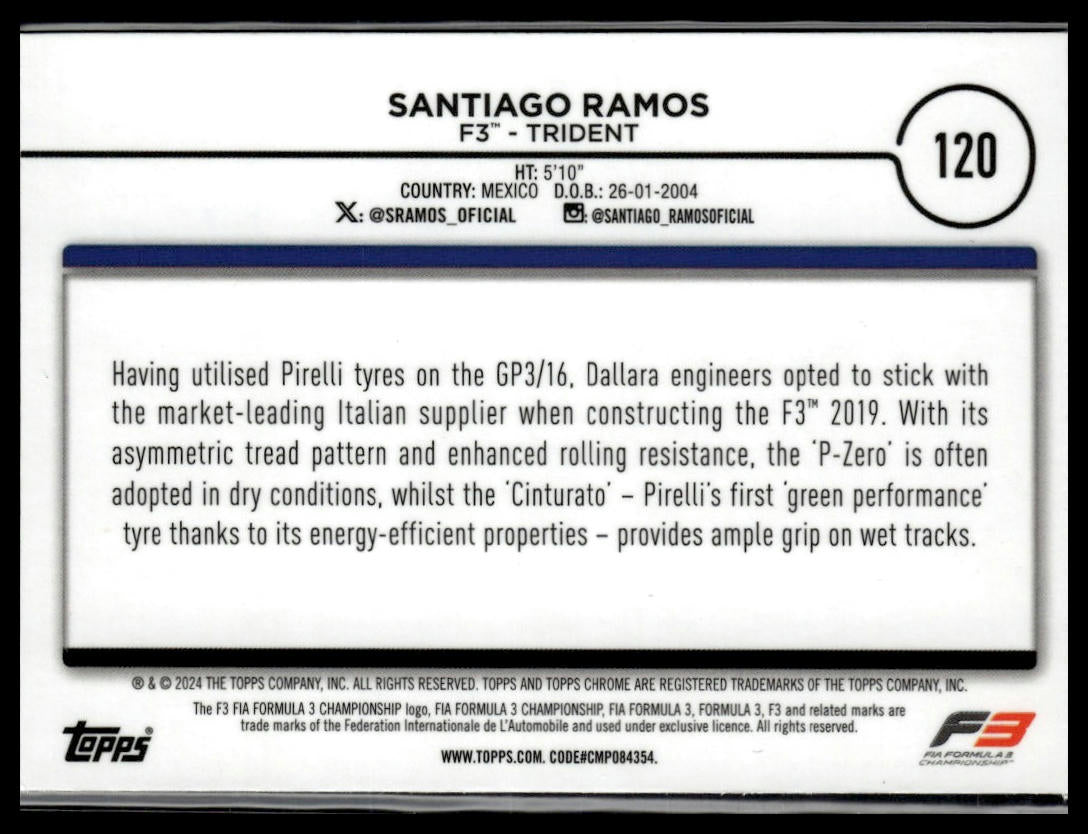 SANTIAGO RAMOS
F3™ - TRIDENT
120
HT: 5'10"
COUNTRY: MEXICO D.O.B.: 26-01-2004
X: @SRAMOS_OFICIAL : @SANTIAGO_RAMOSOFICIAL
Having utilised Pirelli tyres on the GP3/16, Dallara engineers opted to stick with
the market-leading Italian supplier when constructing the F3™ 2019. With its
asymmetric tread pattern and enhanced rolling resistance, the 'P-Zero' is often
adopted in dry conditions, whilst the 'Cinturato' – Pirelli's first 'green performance'
tyre thanks to its energy-efficient properties – provides ample grip on wet tracks.
® & © 2024 THE TOPPS COMPANY, INC. ALL RIGHTS RESERVED. TOPPS AND TOPPS CHROME ARE REGISTERED TRADEMARKS OF THE TOPPS COMPANY, INC.
The F3 FIA FORMULA 3 CHAMPIONSHIP logo, FIA FORMULA 3 CHAMPIONSHIP, FIA FORMULA 3, FORMULA 3, F3 and related marks are
trade marks of the Federation Internationale de L'Automobile and used under exclusive licence. All rights reserved.
topps®
WWW.TOPPS.COM. CODE#CMP084354.
F3
FIA FORMULA 3
CHAMPIONSHIP™